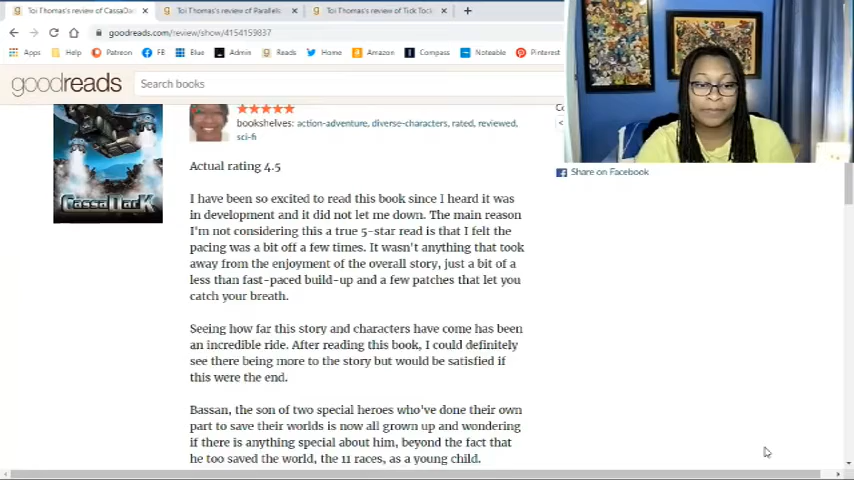 Toi Thomas's review of CassaDa
Toi Thomas's review of Parallels
Toi Thomas's review of Tick Tock
goodreads.com/review/show/4154159837
Apps
Help
Patreon
FB
Blue
Admin
Reads
Home
Amazon
Compass
Noteable
Pinterest
goodreads
Search books
CassaDark
bookshelves: action-adventure, diverse-characters, rated, reviewed,
sci-fi
Co
<
Share on Facebook
Actual rating 4.5
I have been so excited to read this book since I heard it was
in development and it did not let me down. The main reason
I'm not considering this a true 5-star read is that I felt the
pacing was a bit off a few times. It wasn't anything that took
away from the enjoyment of the overall story, just a bit of a
less than fast-paced build-up and a few patches that let you
catch your breath.
Seeing how far this story and characters have come has been
an incredible ride. After reading this book, I could definitely
see there being more to the story but would be satisfied if
this were the end.
Bassan, the son of two special heroes who've done their own
part to save their worlds is now all grown up and wondering
if there is anything special about him, beyond the fact that
he too saved the world, the 11 races, as a young child.